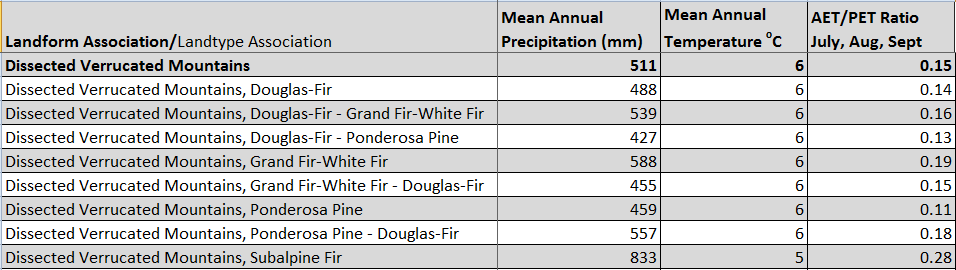 Landform Association/Landtype Association Mean Annual Precipitation (mm) Mean Annual Temperature °C AET/PET Ratio July, Aug, Sept
Dissected Verrucated Mountains 511 6 0.15
Dissected Verrucated Mountains, Douglas-Fir 488 6 0.14
Dissected Verrucated Mountains, Douglas-Fir - Grand Fir-White Fir 539 6 0.16
Dissected Verrucated Mountains, Douglas-Fir - Ponderosa Pine 427 6 0.13
Dissected Verrucated Mountains, Grand Fir-White Fir 588 6 0.19
Dissected Verrucated Mountains, Grand Fir-White Fir - Douglas-Fir 455 6 0.15
Dissected Verrucated Mountains, Ponderosa Pine 459 6 0.11
Dissected Verrucated Mountains, Ponderosa Pine - Douglas-Fir 557 6 0.18
Dissected Verrucated Mountains, Subalpine Fir 833 5 0.28